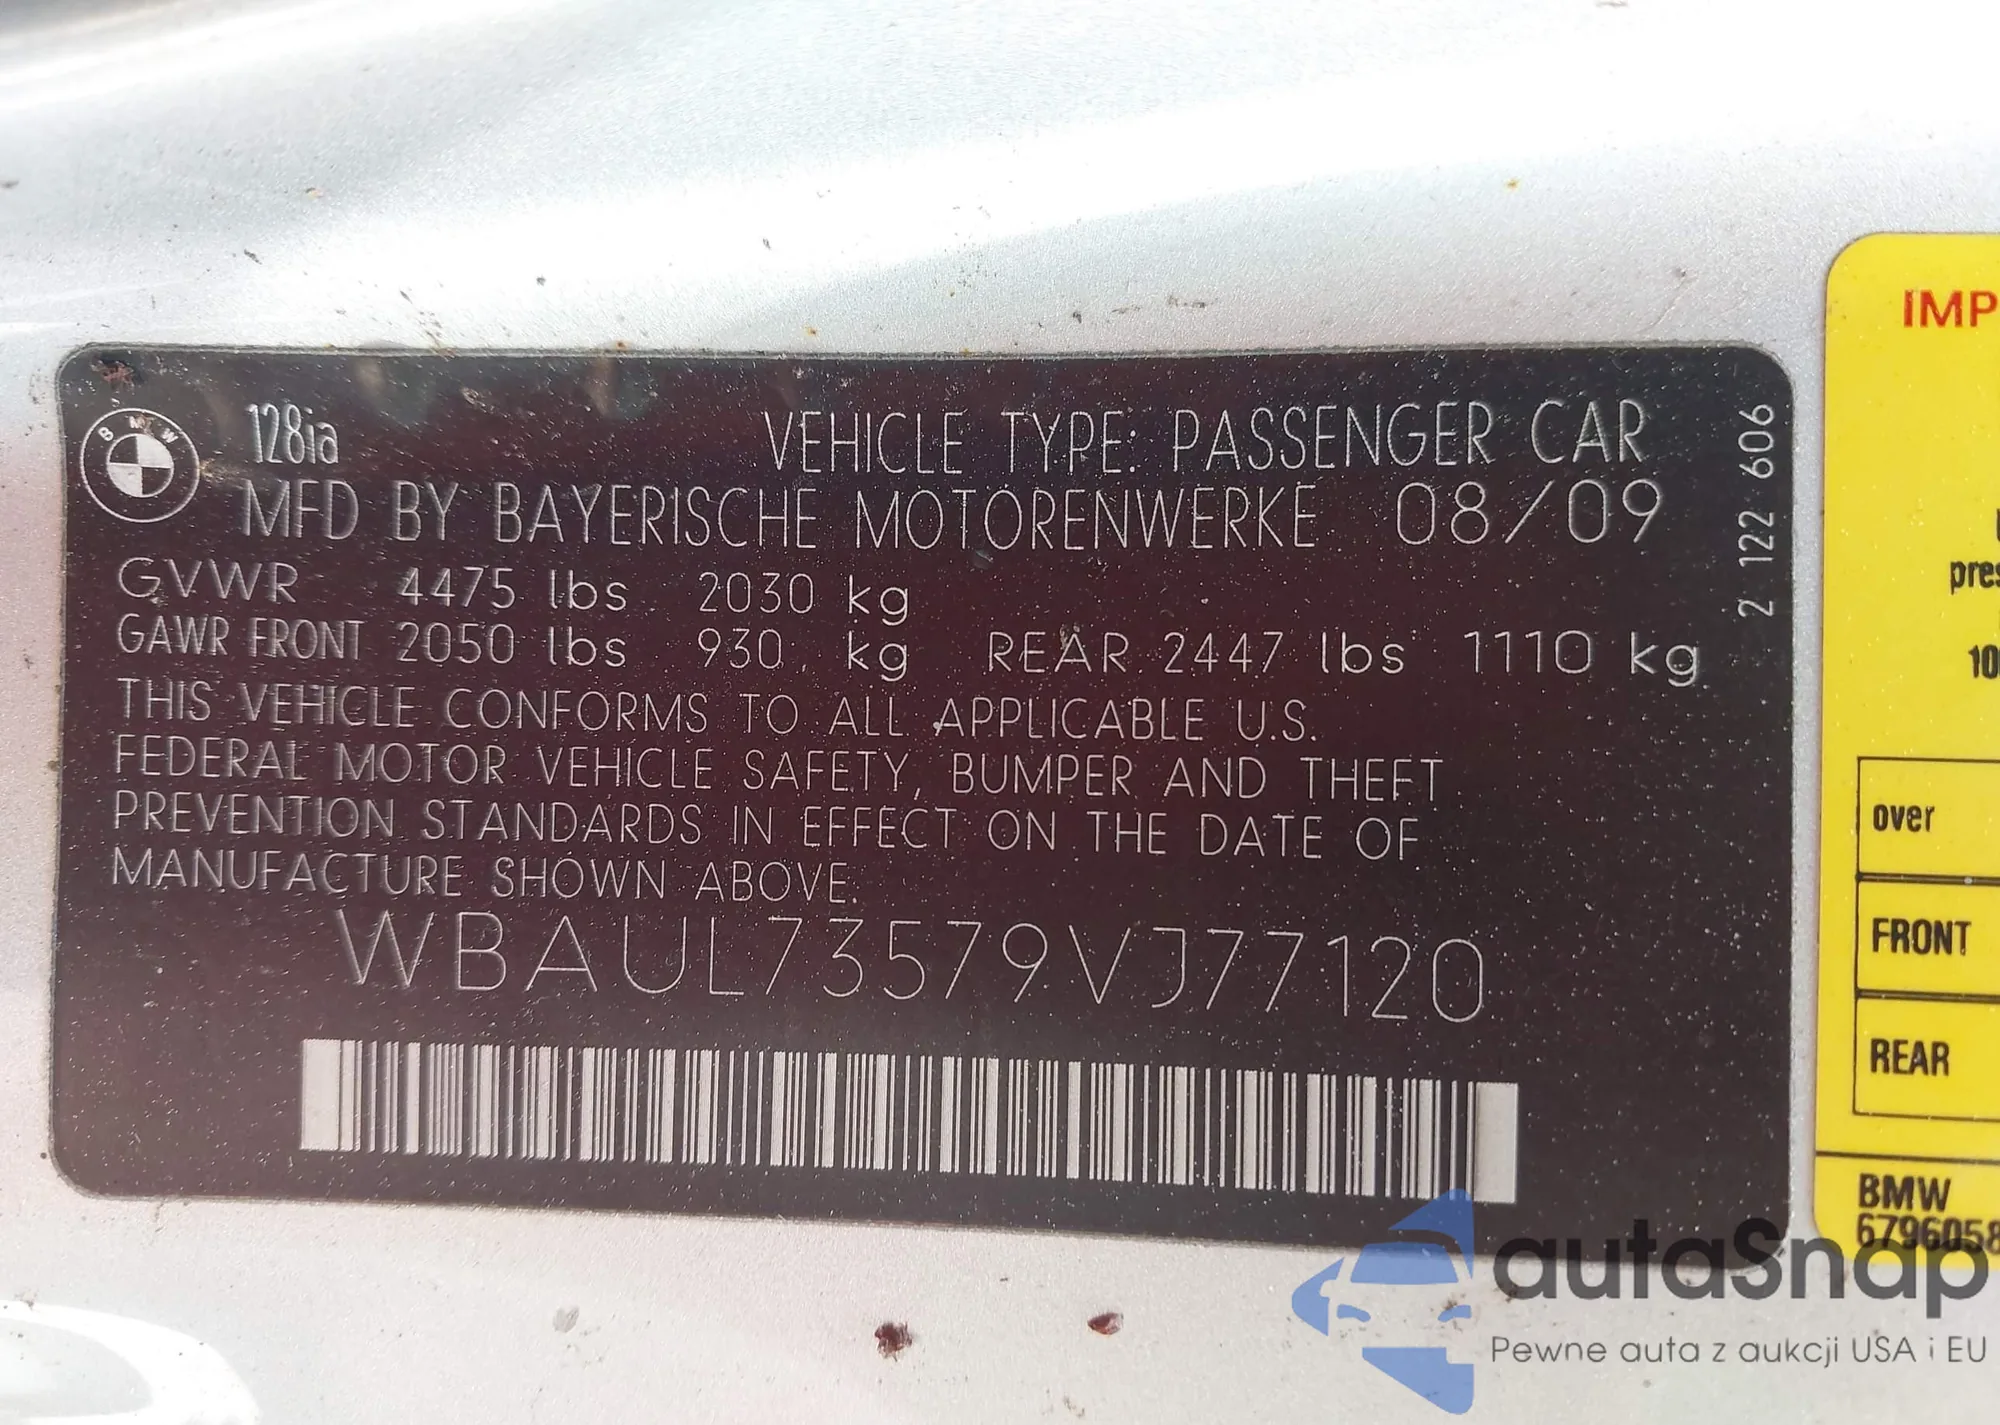 BMW
128ia VEHICLE TYPE: PASSENGER CAR
MFD BY BAYERISCHE MOTORENWERKE 08/09
GVWR 4475 lbs 2030 kg
GAWR FRONT 2050 lbs 930 kg REAR 2447 lbs 1110 kg
THIS VEHICLE CONFORMS TO ALL APPLICABLE U.S.
FEDERAL MOTOR VEHICLE SAFETY, BUMPER AND THEFT
PREVENTION STANDARDS IN EFFECT ON THE DATE OF
MANUFACTURE SHOWN ABOVE.
WBAUL73579VJ77120
2 122 606
IMP
pres
10
over
FRONT
REAR
BMW
6796058
autaSnap
Pewne auta z aukcji USA i EU